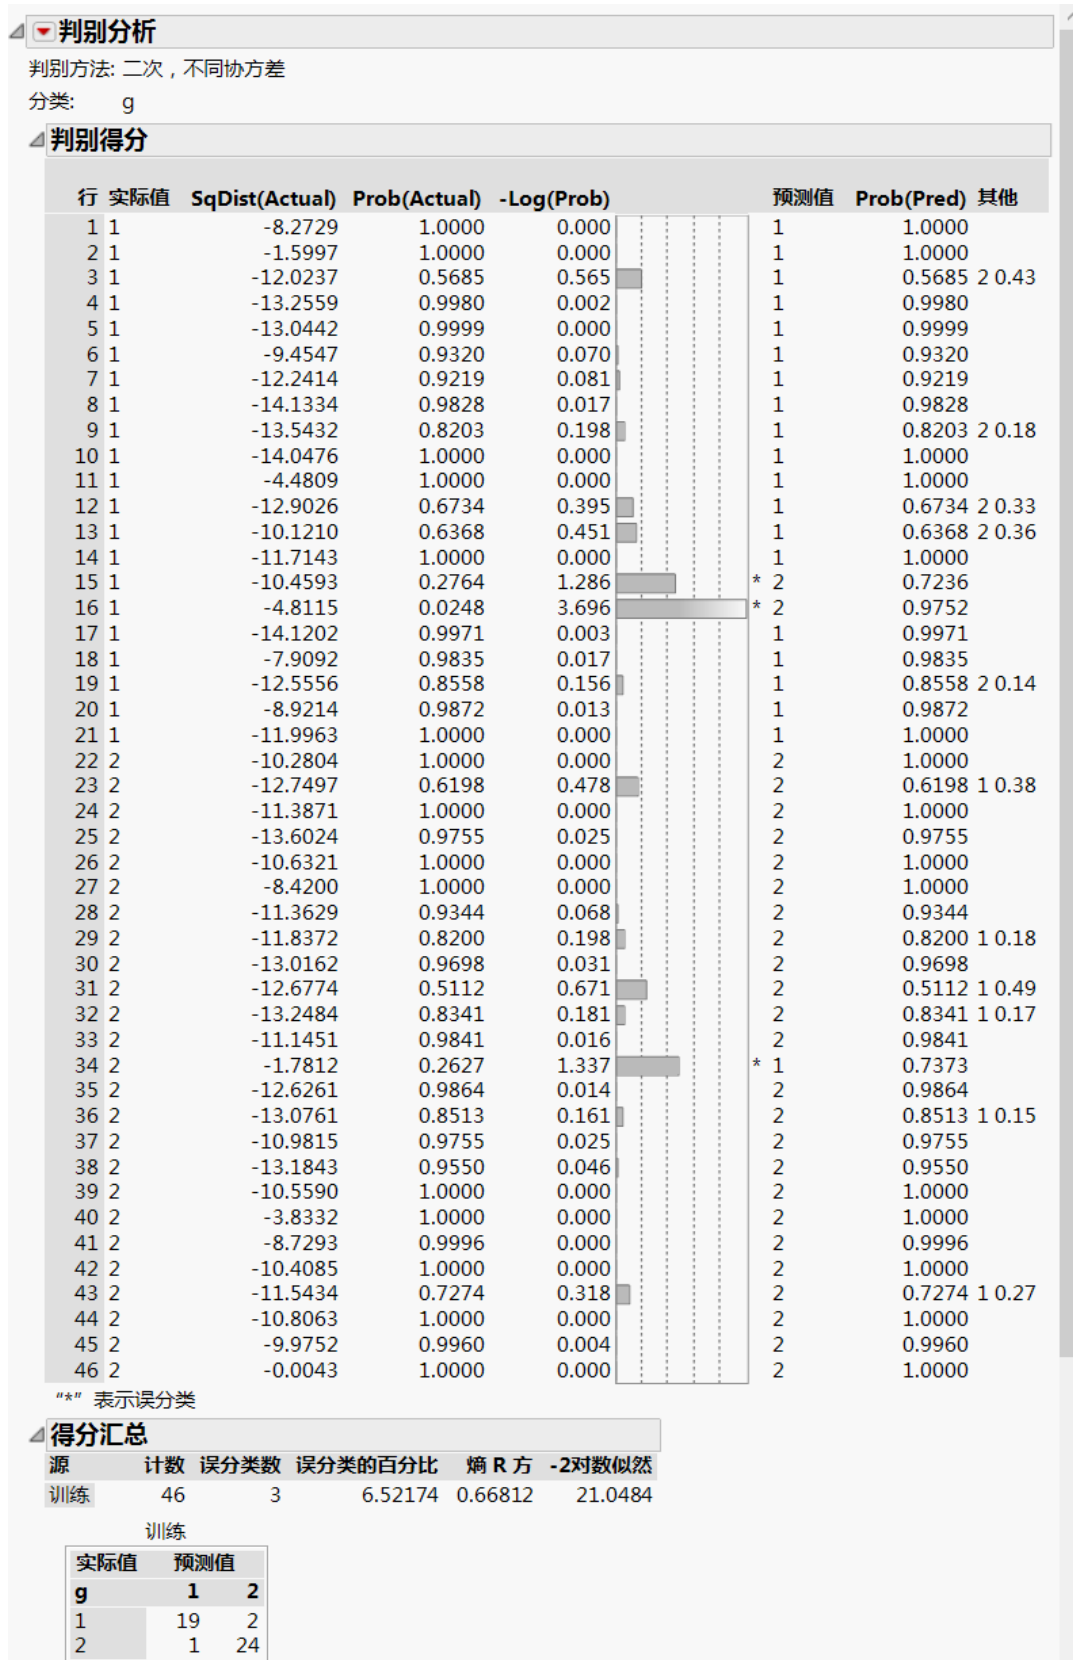 判别分析
判别方法: 二次，不同协方差
分类: g
判别得分
行 实际值 SqDist(Actual) Prob(Actual) -Log(Prob) 预测值 Prob(Pred) 其他
1 1 -8.2729 1.0000 0.000 1 1.0000
2 1 -1.5997 1.0000 0.000 1 1.0000
3 1 -12.0237 0.5685 0.565 1 0.5685 2 0.43
4 1 -13.2559 0.9980 0.002 1 0.9980
5 1 -13.0442 0.9999 0.000 1 0.9999
6 1 -9.4547 0.9320 0.070 1 0.9320
7 1 -12.2414 0.9219 0.081 1 0.9219
8 1 -14.1334 0.9828 0.017 1 0.9828
9 1 -13.5432 0.8203 0.198 1 0.8203 2 0.18
10 1 -14.0476 1.0000 0.000 1 1.0000
11 1 -4.4809 1.0000 0.000 1 1.0000
12 1 -12.9026 0.6734 0.395 1 0.6734 2 0.33
13 1 -10.1210 0.6368 0.451 1 0.6368 2 0.36
14 1 -11.7143 1.0000 0.000 1 1.0000
15 1 -10.4593 0.2764 1.286 * 2 0.7236
16 1 -4.8115 0.0248 3.696 * 2 0.9752
17 1 -14.1202 0.9971 0.003 1 0.9971
18 1 -7.9092 0.9835 0.017 1 0.9835
19 1 -12.5556 0.8558 0.156 1 0.8558 2 0.14
20 1 -8.9214 0.9872 0.013 1 0.9872
21 1 -11.9963 1.0000 0.000 1 1.0000
22 2 -10.2804 1.0000 0.000 2 1.0000
23 2 -12.7497 0.6198 0.478 2 0.6198 1 0.38
24 2 -11.3871 1.0000 0.000 2 1.0000
25 2 -13.6024 0.9755 0.025 2 0.9755
26 2 -10.6321 1.0000 0.000 2 1.0000
27 2 -8.4200 1.0000 0.000 2 1.0000
28 2 -11.3629 0.9344 0.068 2 0.9344
29 2 -11.8372 0.8200 0.198 2 0.8200 1 0.18
30 2 -13.0162 0.9698 0.031 2 0.9698
31 2 -12.6774 0.5112 0.671 2 0.5112 1 0.49
32 2 -13.2484 0.8341 0.181 2 0.8341 1 0.17
33 2 -11.1451 0.9841 0.016 2 0.9841
34 2 -1.7812 0.2627 1.337 * 1 0.7373
35 2 -12.6261 0.9864 0.014 2 0.9864
36 2 -13.0761 0.8513 0.161 2 0.8513 1 0.15
37 2 -10.9815 0.9755 0.025 2 0.9755
38 2 -13.1843 0.9550 0.046 2 0.9550
39 2 -10.5590 1.0000 0.000 2 1.0000
40 2 -3.8332 1.0000 0.000 2 1.0000
41 2 -8.7293 0.9996 0.000 2 0.9996
42 2 -10.4085 1.0000 0.000 2 1.0000
43 2 -11.5434 0.7274 0.318 2 0.7274 1 0.27
44 2 -10.8063 1.0000 0.000 2 1.0000
45 2 -9.9752 0.9960 0.004 2 0.9960
46 2 -0.0043 1.0000 0.000 2 1.0000
“*” 表示误分类
得分汇总
源 计数 误分类数 误分类的百分比 熵 R 方 -2对数似然
训练 46 3 6.52174 0.66812 21.0484
训练
实际值 预测值
g 1 2
1 19 2
2 1 24